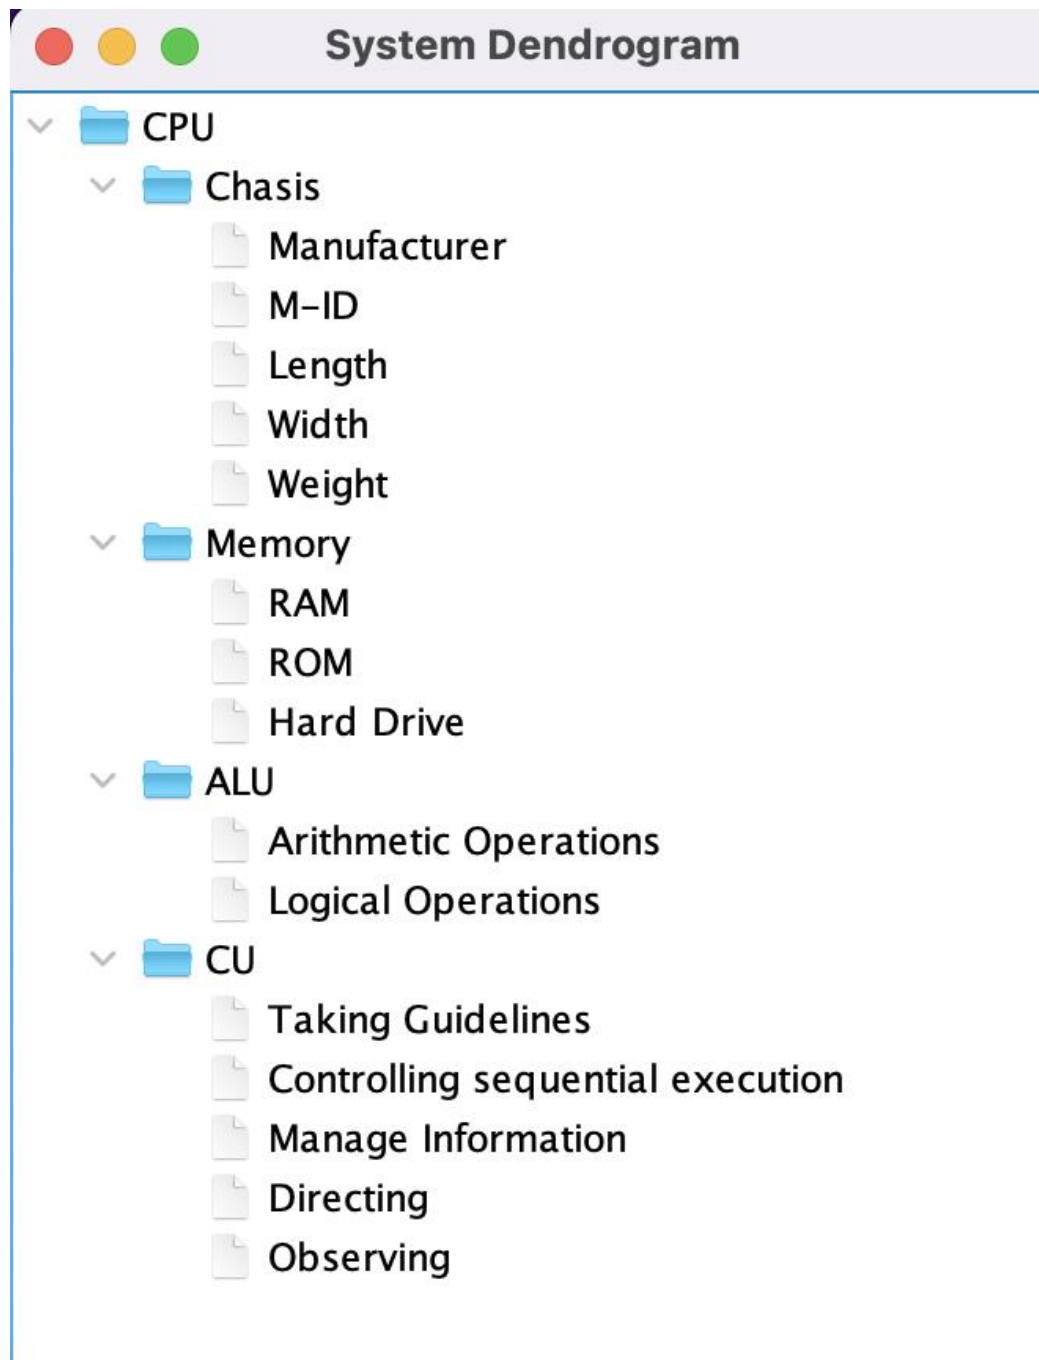 System Dendrogram
CPU
Chasis
Manufacturer
M-ID
Length
Width
Weight
Memory
RAM
ROM
Hard Drive
ALU
Arithmetic Operations
Logical Operations
CU
Taking Guidelines
Controlling sequential execution
Manage Information
Directing
Observing